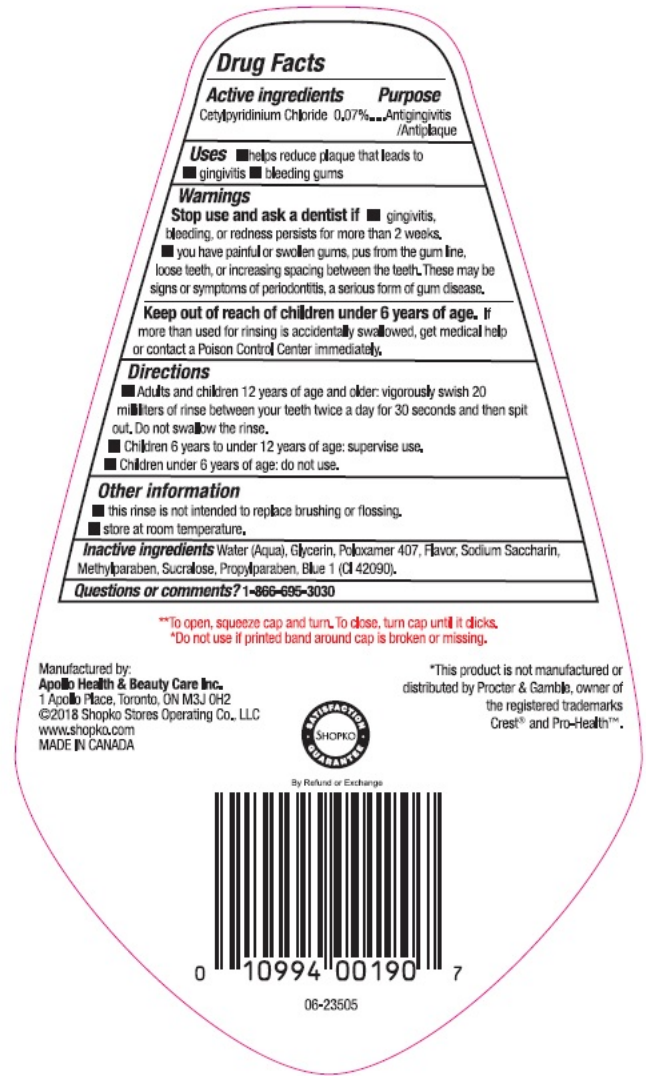 Drug Facts
Active ingredients Purpose
Cetylpyridinium Chloride 0.07%...Antigingivitis
/Antiplaque
Uses ■ helps reduce plaque that leads to
■ gingivitis ■ bleeding gums
Warnings
Stop use and ask a dentist if ■ gingivitis,
bleeding, or redness persists for more than 2 weeks.
■ you have painful or swollen gums, pus from the gum line,
loose teeth, or increasing spacing between the teeth. These may be
signs or symptoms of periodontitis, a serious form of gum disease.
Keep out of reach of children under 6 years of age. If
more than used for rinsing is accidentally swallowed, get medical help
or contact a Poison Control Center immediately.
Directions
■ Adults and children 12 years of age and older: vigorously swish 20
milliliters of rinse between your teeth twice a day for 30 seconds and then spit
out. Do not swallow the rinse.
■ Children 6 years to under 12 years of age: supervise use.
■ Children under 6 years of age: do not use.
Other information
■ this rinse is not intended to replace brushing or flossing.
■ store at room temperature.
Inactive ingredients Water (Aqua), Glycerin, Poloxamer 407, Flavor, Sodium Saccharin,
Methylparaben, Sucralose, Propylparaben, Blue 1 (CI 42090).
Questions or comments? 1-866-695-3030
**To open, squeeze cap and turn. To close, turn cap until it clicks.
*Do not use if printed band around cap is broken or missing.
Manufactured by:
Apollo Health & Beauty Care Inc.
1 Apollo Place, Toronto, ON M3J 0H2
©2018 Shopko Stores Operating Co., LLC
www.shopko.com
MADE IN CANADA
*This product is not manufactured or
distributed by Procter & Gamble, owner of
the registered trademarks
Crest® and Pro-Health™.
SATISFACTION
SHOPKO
GUARANTEE
By Refund or Exchange
0 10994 00190 7
06-23505